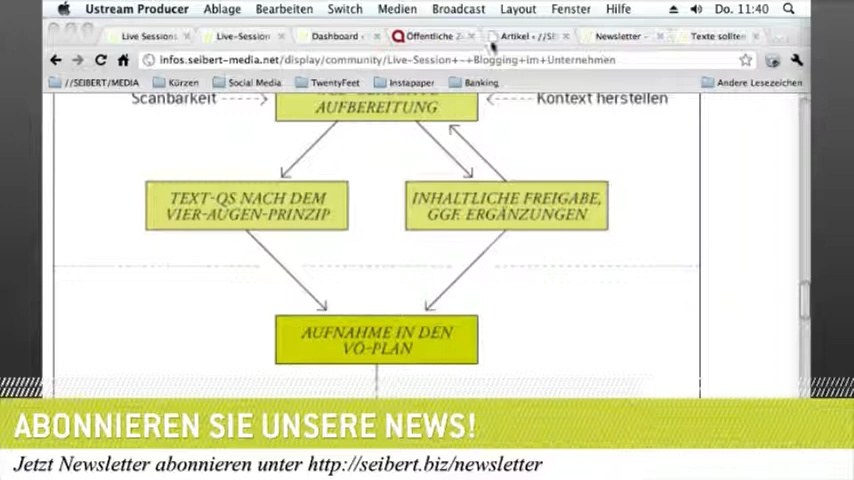 Ustream Producer Ablage Bearbeiten Switch Medien Broadcast Layout Fenster Hilfe Do. 11:40
Live Sessions Live-Session Dashboard Öffentliche Artikel Newsletter Texte sollten
infos.seibert-media.net/display/community/Live-Session+-+Blogging+im+Unternehmen
//SEIBERT/MEDIA Kürzen Social Media TwentyFeet Instapaper Banking Andere Lesezeichen
Scanbarkeit
AUFBEREITUNG
Kontext herstellen
TEXT-QS NACH DEM
VIER-AUGEN-PRINZIP
INHALTLICHE FREIGABE,
GGF. ERGÄNZUNGEN
AUFNAHME IN DEN
VÖ-PLAN
ABONNIEREN SIE UNSERE NEWS!
Jetzt Newsletter abonnieren unter http://seibert.biz/newsletter